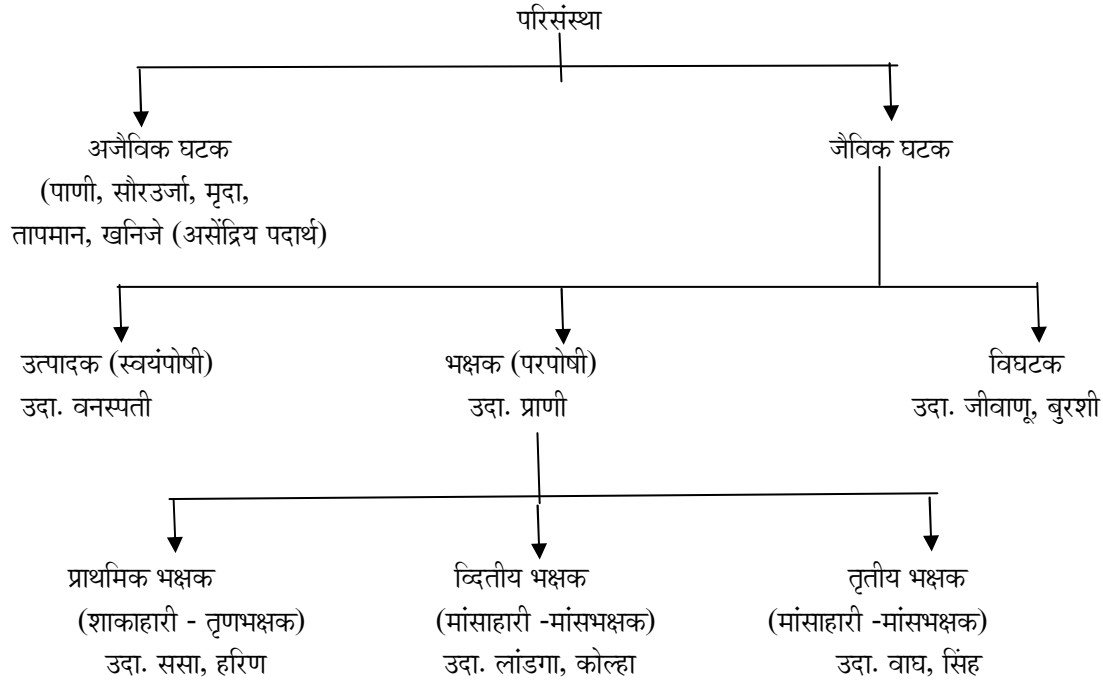 परिसंस्था
अजैविक घटक
(पाणी, सौरउर्जा, मृदा,
तापमान, खनिजे (असेंद्रिय पदार्थ)
जैविक घटक
उत्पादक (स्वयंपोषी)
उदा. वनस्पती
भक्षक (परपोषी)
उदा. प्राणी
विघटक
उदा. जीवाणू, बुरशी
प्राथमिक भक्षक
(शाकाहारी - तृणभक्षक)
उदा. ससा, हरिण
व्दितीय भक्षक
(मांसाहारी -मांसभक्षक)
उदा. लांडगा, कोल्हा
तृतीय भक्षक
(मांसाहारी -मांसभक्षक)
उदा. वाघ, सिंह